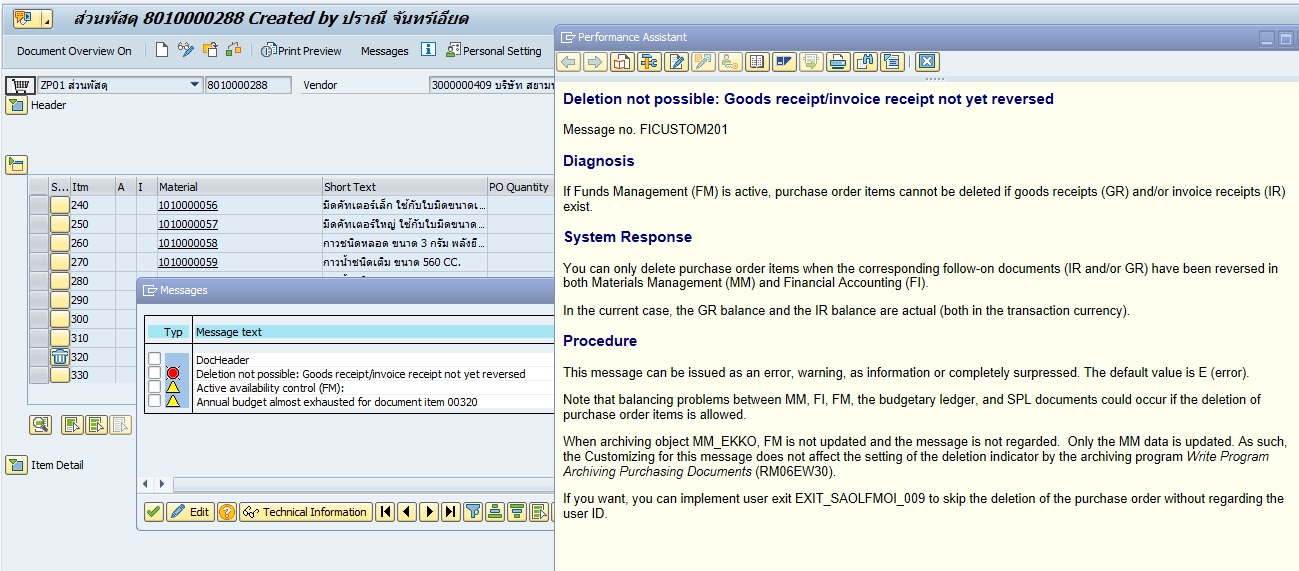 ส่วนพัสดุ 8010000288 Created by ปราณี จันทร์เอียด
Document Overview On
Print Preview
Messages
Personal Setting
ZP01 ส่วนพัสดุ
8010000288
Vendor
3000000409 บริษัท
Header
S... Itm A I Material Short Text PO Quantity
240 1010000056 มีดคัทเตอร์เล็ก ใช้กับใบมีดขนาดเ...
250 1010000057 มีดคัทเตอร์ใหญ่ ใช้กับใบมีดขนาด...
260 1010000058 กาวชนิดหลอด ขนาด 3 กรัม พลังยึ...
270 1010000059 กาวน้ำชนิดเติม ขนาด 560 CC.
280
290
300
310
320
330
Item Detail
Messages
Typ Message text
DocHeader
Deletion not possible: Goods receipt/invoice receipt not yet reversed
Active availability control (FM):
Annual budget almost exhausted for document item 00320
Edit
Technical Information
Performance Assistant
Deletion not possible: Goods receipt/invoice receipt not yet reversed
Message no. FICUSTOM201
Diagnosis
If Funds Management (FM) is active, purchase order items cannot be deleted if goods receipts (GR) and/or invoice receipts (IR)
exist.
System Response
You can only delete purchase order items when the corresponding follow-on documents (IR and/or GR) have been reversed in
both Materials Management (MM) and Financial Accounting (FI).
In the current case, the GR balance and the IR balance are actual (both in the transaction currency).
Procedure
This message can be issued as an error, warning, as information or completely surpressed. The default value is E (error).
Note that balancing problems between MM, FI, FM, the budgetary ledger, and SPL documents could occur if the deletion of
purchase order items is allowed.
When archiving object MM_EKKO, FM is not updated and the message is not regarded. Only the MM data is updated. As such,
the Customizing for this message does not affect the setting of the deletion indicator by the archiving program Write Program
Archiving Purchasing Documents (RM06EW30).
If you want, you can implement user exit EXIT_SAOLFMOI_009 to skip the deletion of the purchase order without regarding the
user ID.